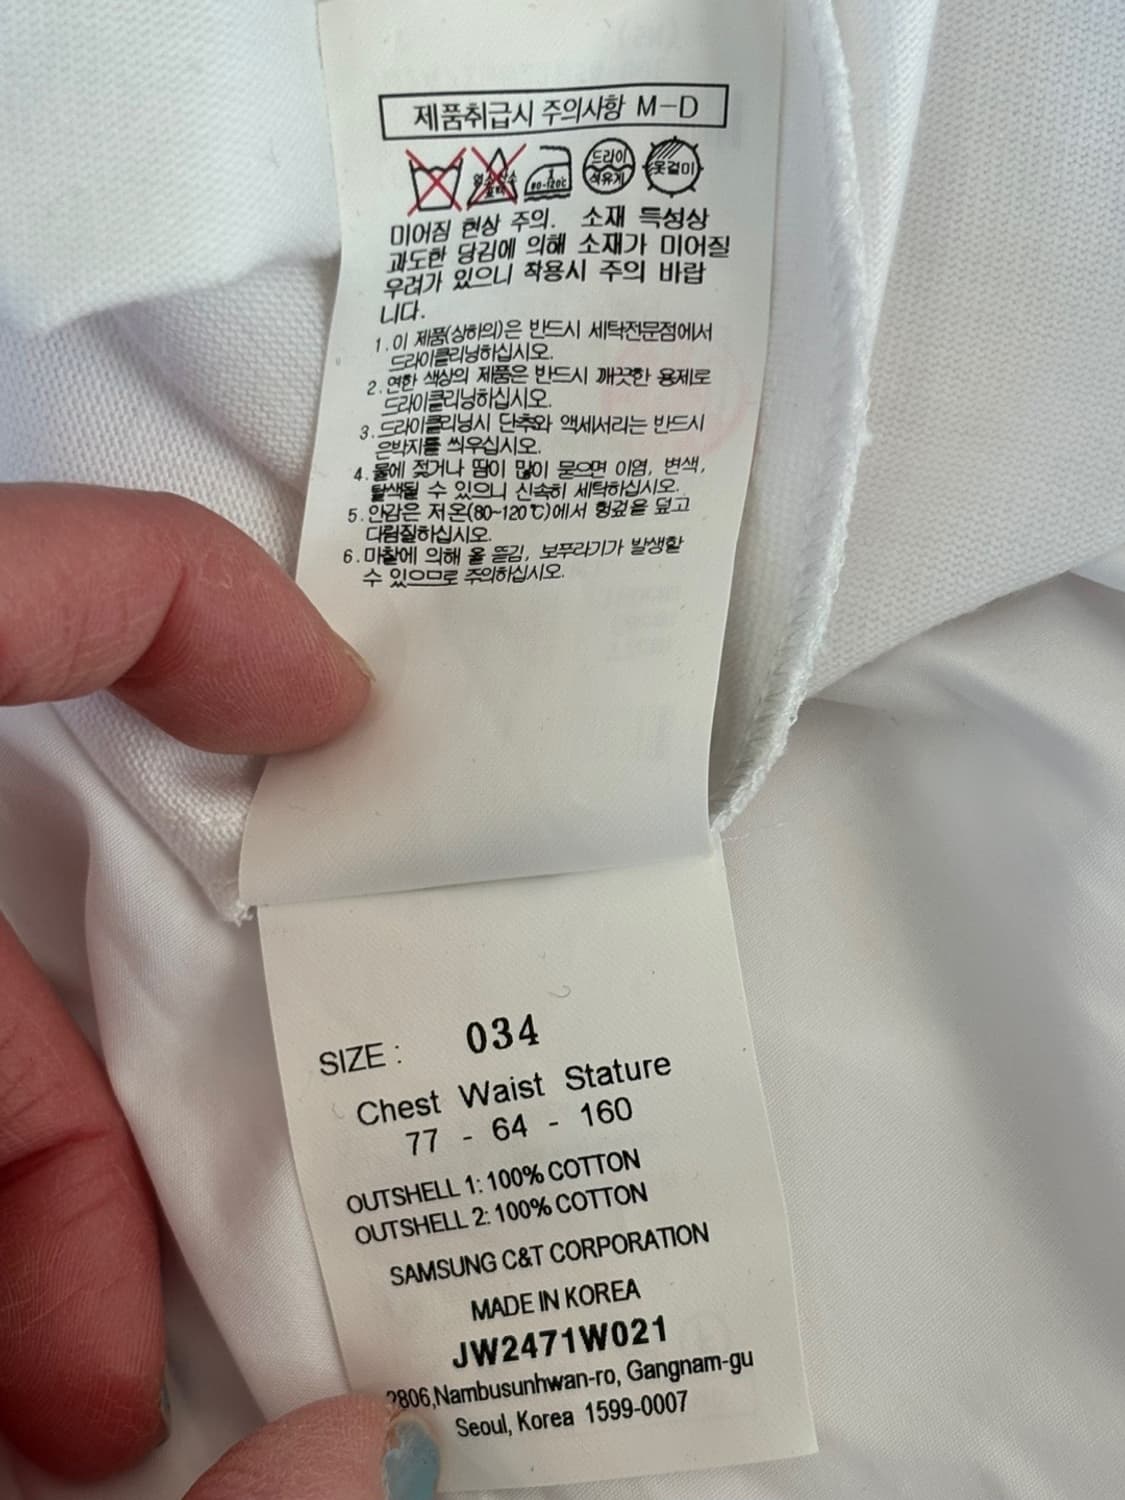 제품취급시 주의사항 M-D
80-120℃
드라이
석유계
옷걸이
미어짐 현상 주의. 소재 특성상
과도한 당김에 의해 소재가 미어질
우려가 있으니 착용시 주의 바랍
니다.
1.이 제품(상하의)은 반드시 세탁전문점에서
드라이클리닝하십시오.
2.연한 색상의 제품은 반드시 깨끗한 용제로
드라이클리닝하십시오.
3.드라이클리닝시 단추와 액세서리는 반드시
은박지를 씌우십시오.
4.물에 젖거나 땀이 많이 묻으면 이염, 변색,
탈색될 수 있으니 신속히 세탁하십시오.
5.안감은 저온(80~120℃)에서 헝겊을 덮고
다림질하십시오.
6.마찰에 의해 올 뜯김, 보푸라기가 발생할
수 있으므로 주의하십시오.
SIZE : 034
Chest Waist Stature
77 - 64 - 160
OUTSHELL 1: 100% COTTON
OUTSHELL 2: 100% COTTON
SAMSUNG C&T CORPORATION
MADE IN KOREA
JW2471W021
2806,Nambusunhwan-ro, Gangnam-gu
Seoul, Korea 1599-0007